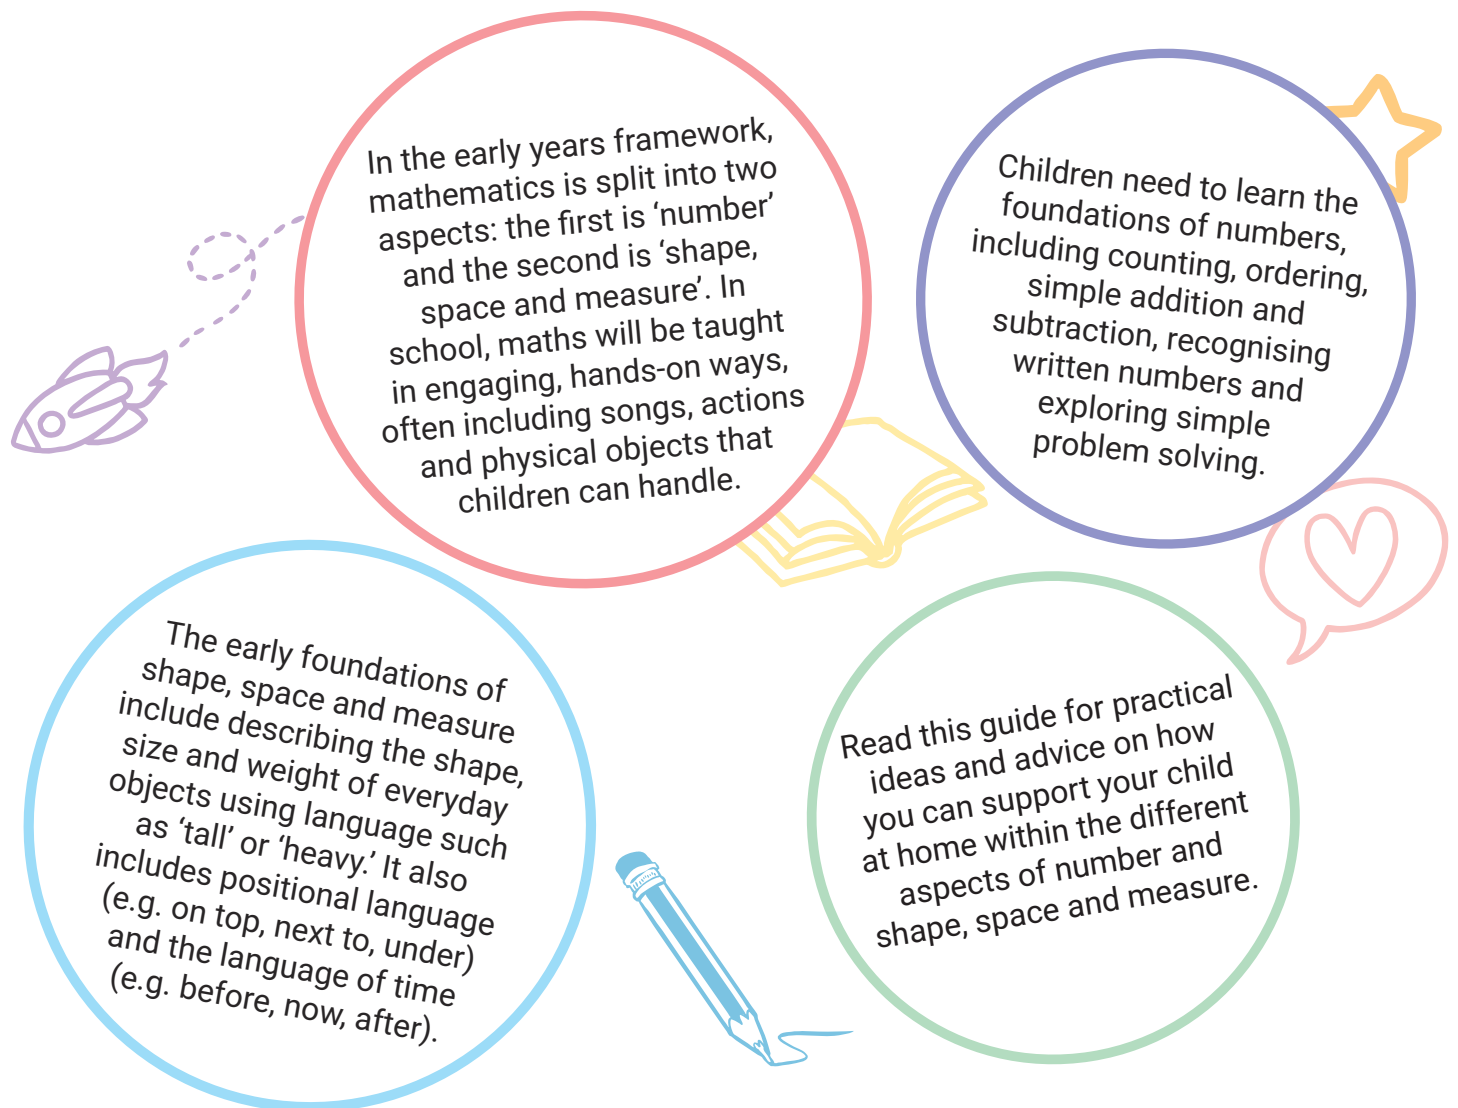 In the early years framework,
mathematics is split into two
aspects: the first is ‘number’
and the second is ‘shape,
space and measure’. In
school, maths will be taught
in engaging, hands-on ways,
often including songs, actions
and physical objects that
children can handle.
Children need to learn the
foundations of numbers,
including counting, ordering,
simple addition and
subtraction, recognising
written numbers and
exploring simple
problem solving.
The early foundations of
shape, space and measure
include describing the shape,
size and weight of everyday
objects using language such
as ‘tall’ or ‘heavy.’ It also
includes positional language
(e.g. on top, next to, under)
and the language of time
(e.g. before, now, after).
Read this guide for practical
ideas and advice on how
you can support your child
at home within the different
aspects of number and
shape, space and measure.